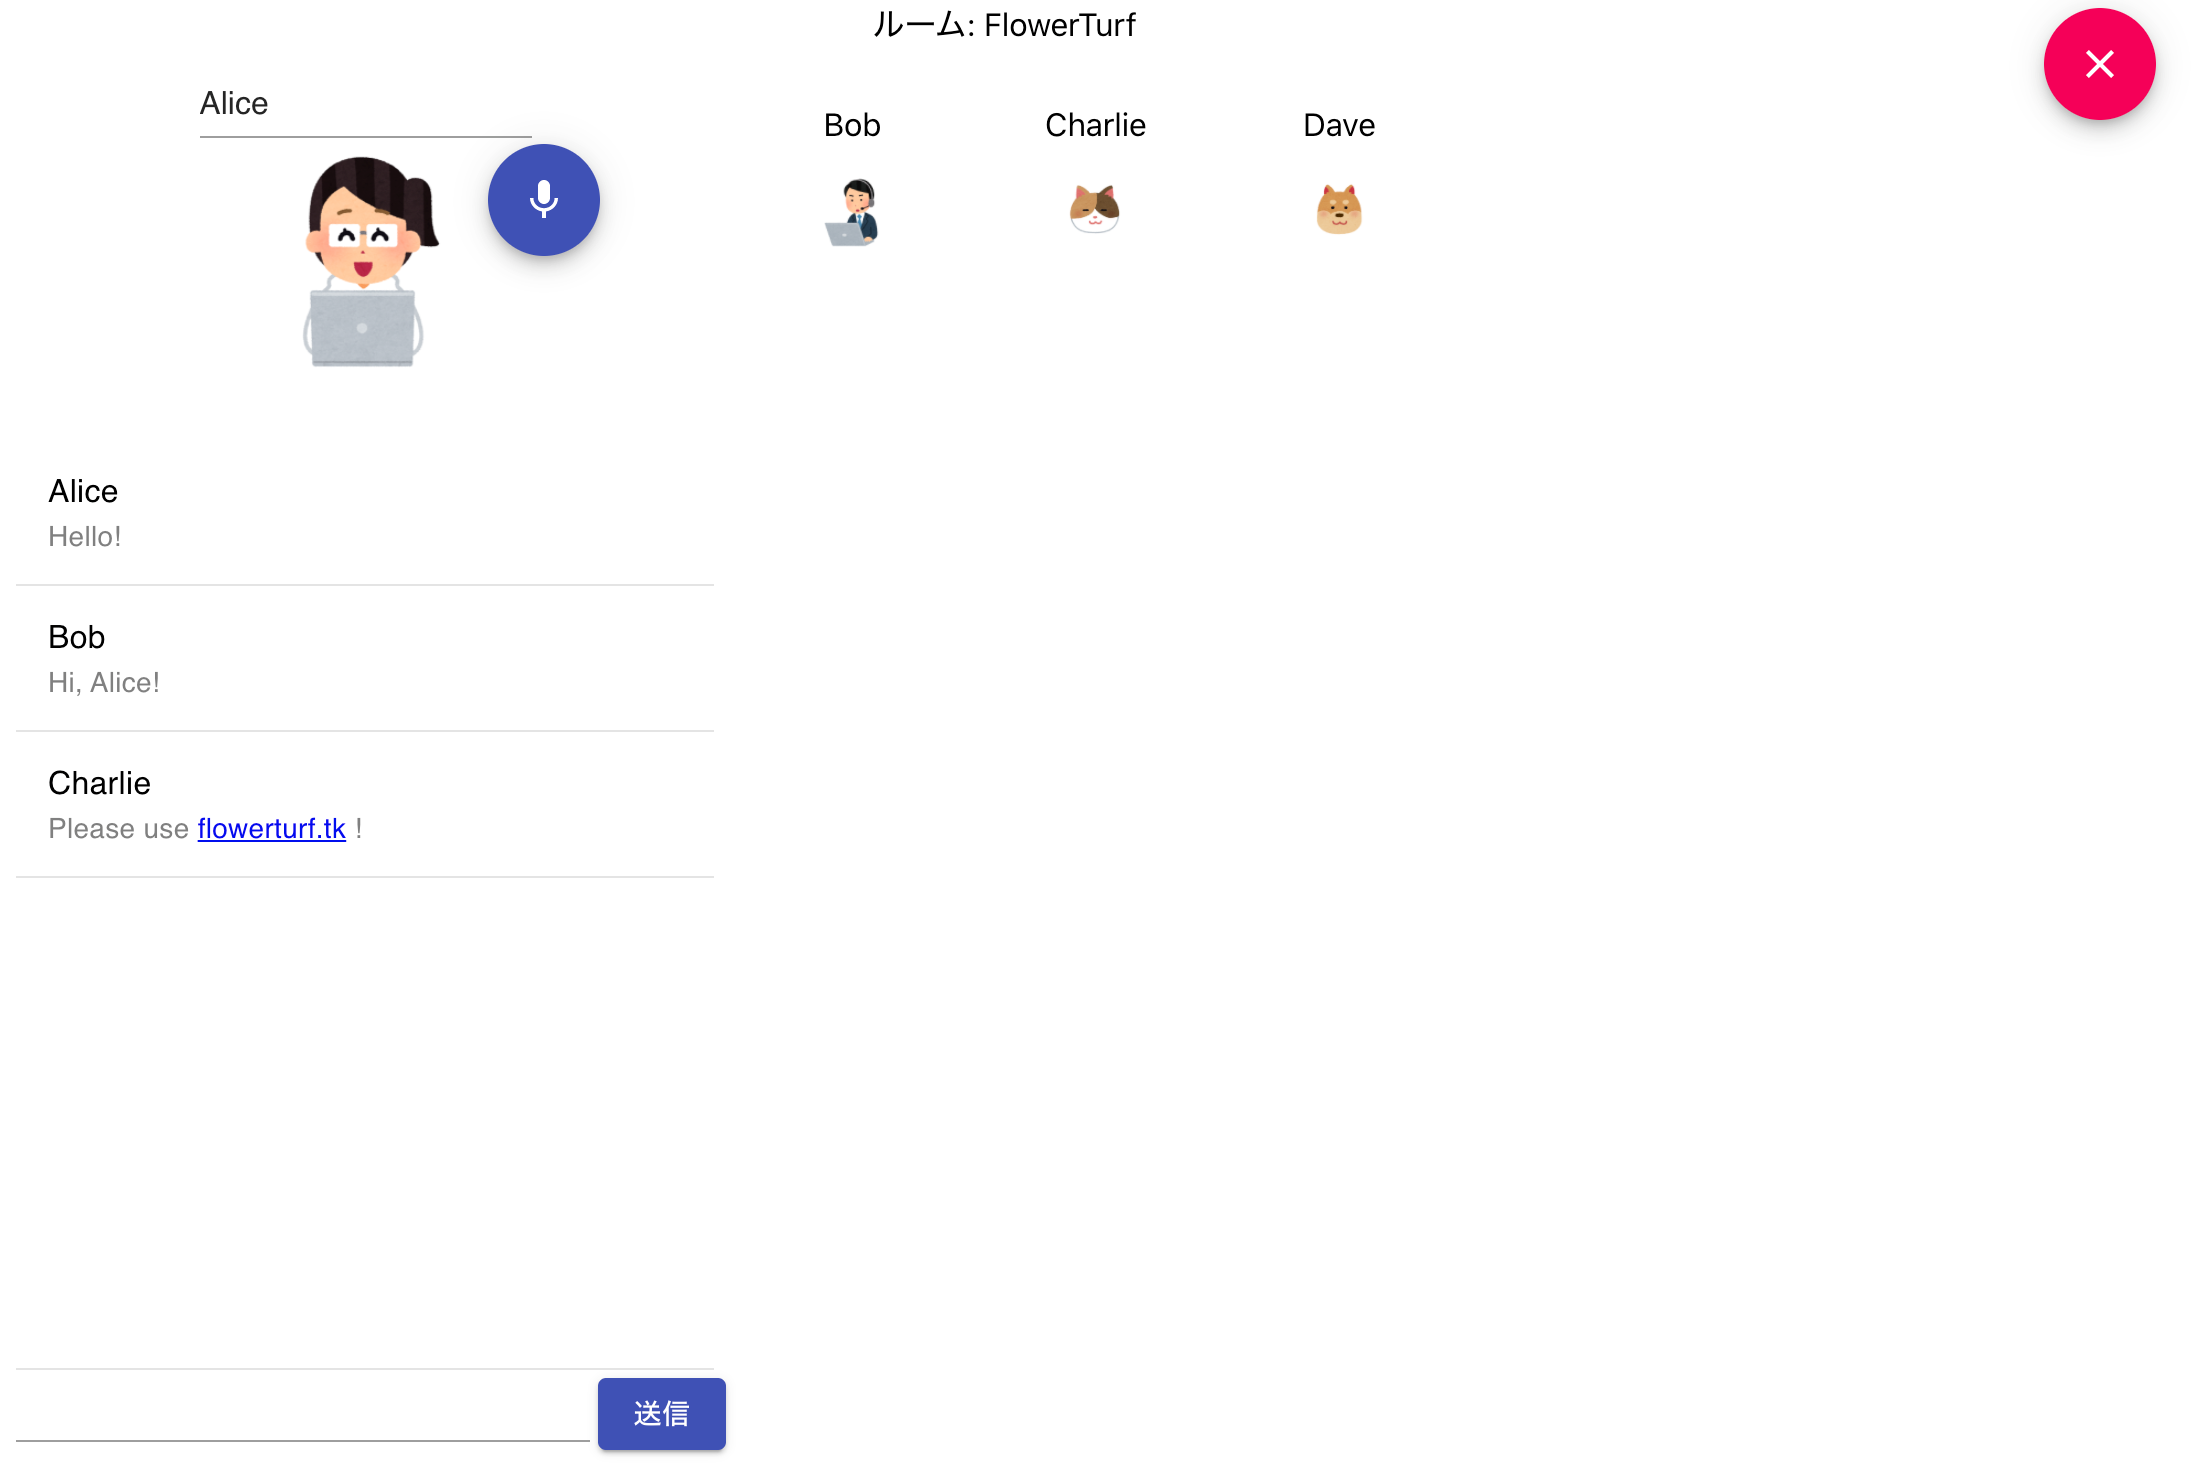 ルーム: FlowerTurf
Alice
Bob
Charlie
Dave
Alice
Hello!
Bob
Hi, Alice!
Charlie
Please use flowerturf.tk !
送信